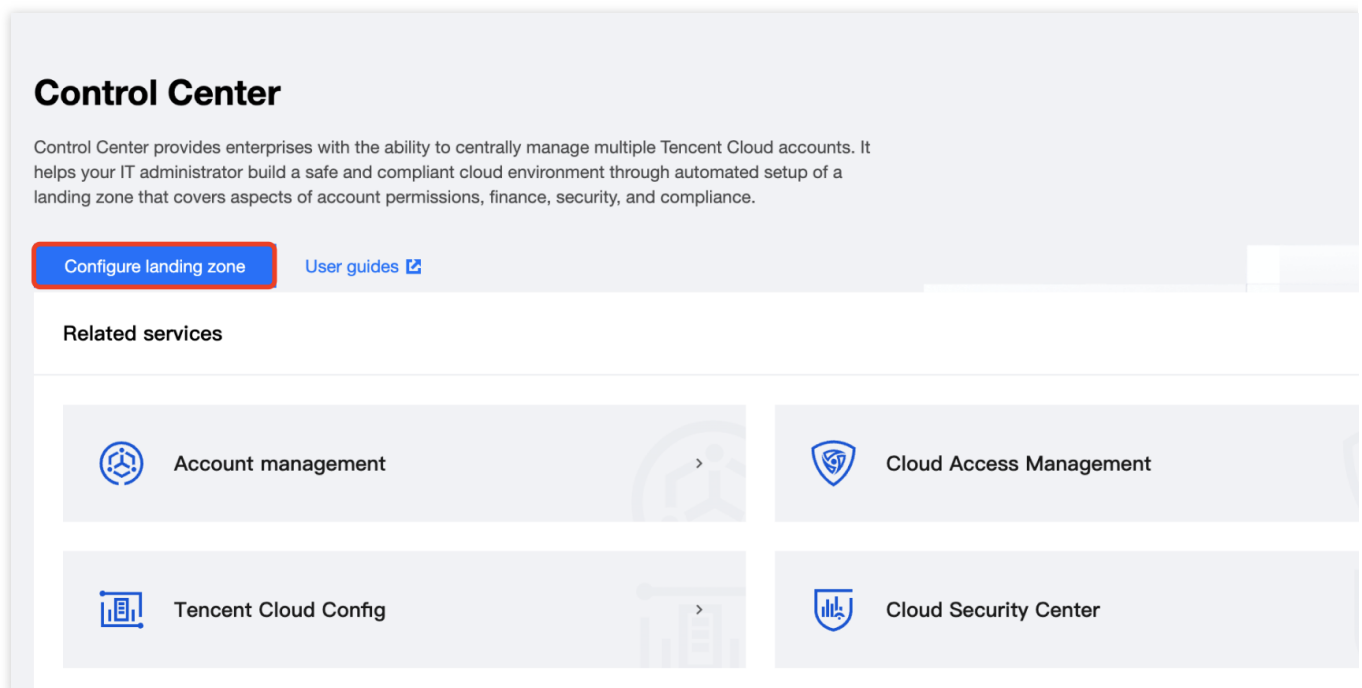 Control Center
Control Center provides enterprises with the ability to centrally manage multiple Tencent Cloud accounts. It
helps your IT administrator build a safe and compliant cloud environment through automated setup of a
landing zone that covers aspects of account permissions, finance, security, and compliance.
Configure landing zone
User guides
Related services
Account management
Cloud Access Management
Tencent Cloud Config
Cloud Security Center